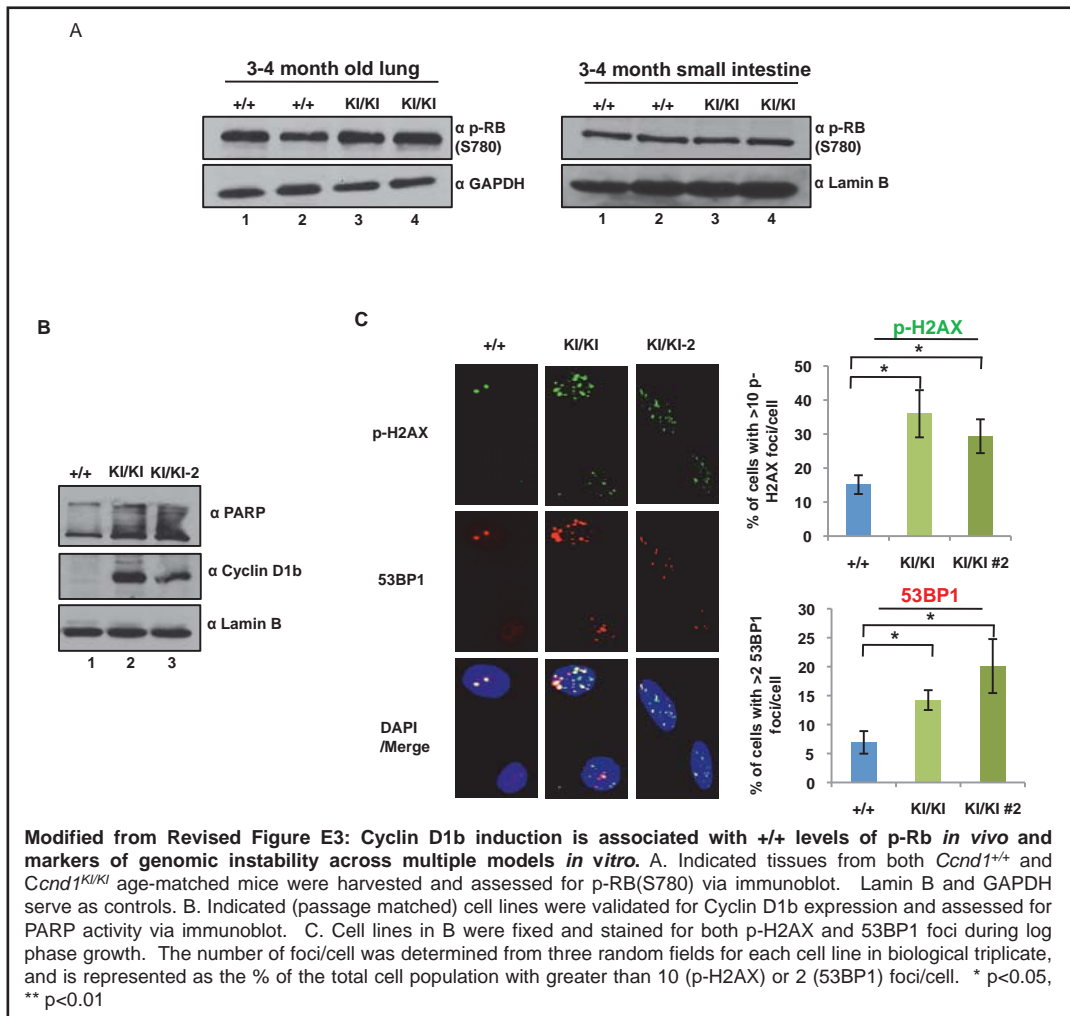 A
3-4 month old lung
+/+ +/+ KI/KI KI/KI
α p-RB
(S780)
α GAPDH
1 2 3 4
3-4 month small intestine
+/+ +/+ KI/KI KI/KI
α p-RB
(S780)
α Lamin B
1 2 3 4
B
+/+ KI/KI KI/KI-2
α PARP
α Cyclin D1b
α Lamin B
1 2 3
C
+/+ KI/KI KI/KI-2
p-H2AX
53BP1
DAPI
/Merge
p-H2AX
*
*
% of cells with >10 p-
H2AX foci/cell
50
40
30
20
10
0
+/+ KI/KI KI/KI #2
53BP1
*
*
% of cells with >2 53BP1
foci/cell
30
25
20
15
10
5
0
+/+ KI/KI KI/KI #2
Modified from Revised Figure E3: Cyclin D1b induction is associated with +/+ levels of p-Rb in vivo and
markers of genomic instability across multiple models in vitro. A. Indicated tissues from both Ccnd1+/+ and
Ccnd1KI/KI age-matched mice were harvested and assessed for p-RB(S780) via immunoblot. Lamin B and GAPDH
serve as controls. B. Indicated (passage matched) cell lines were validated for Cyclin D1b expression and assessed for
PARP activity via immunoblot. C. Cell lines in B were fixed and stained for both p-H2AX and 53BP1 foci during log
phase growth. The number of foci/cell was determined from three random fields for each cell line in biological triplicate,
and is represented as the % of the total cell population with greater than 10 (p-H2AX) or 2 (53BP1) foci/cell. * p<0.05,
** p<0.01